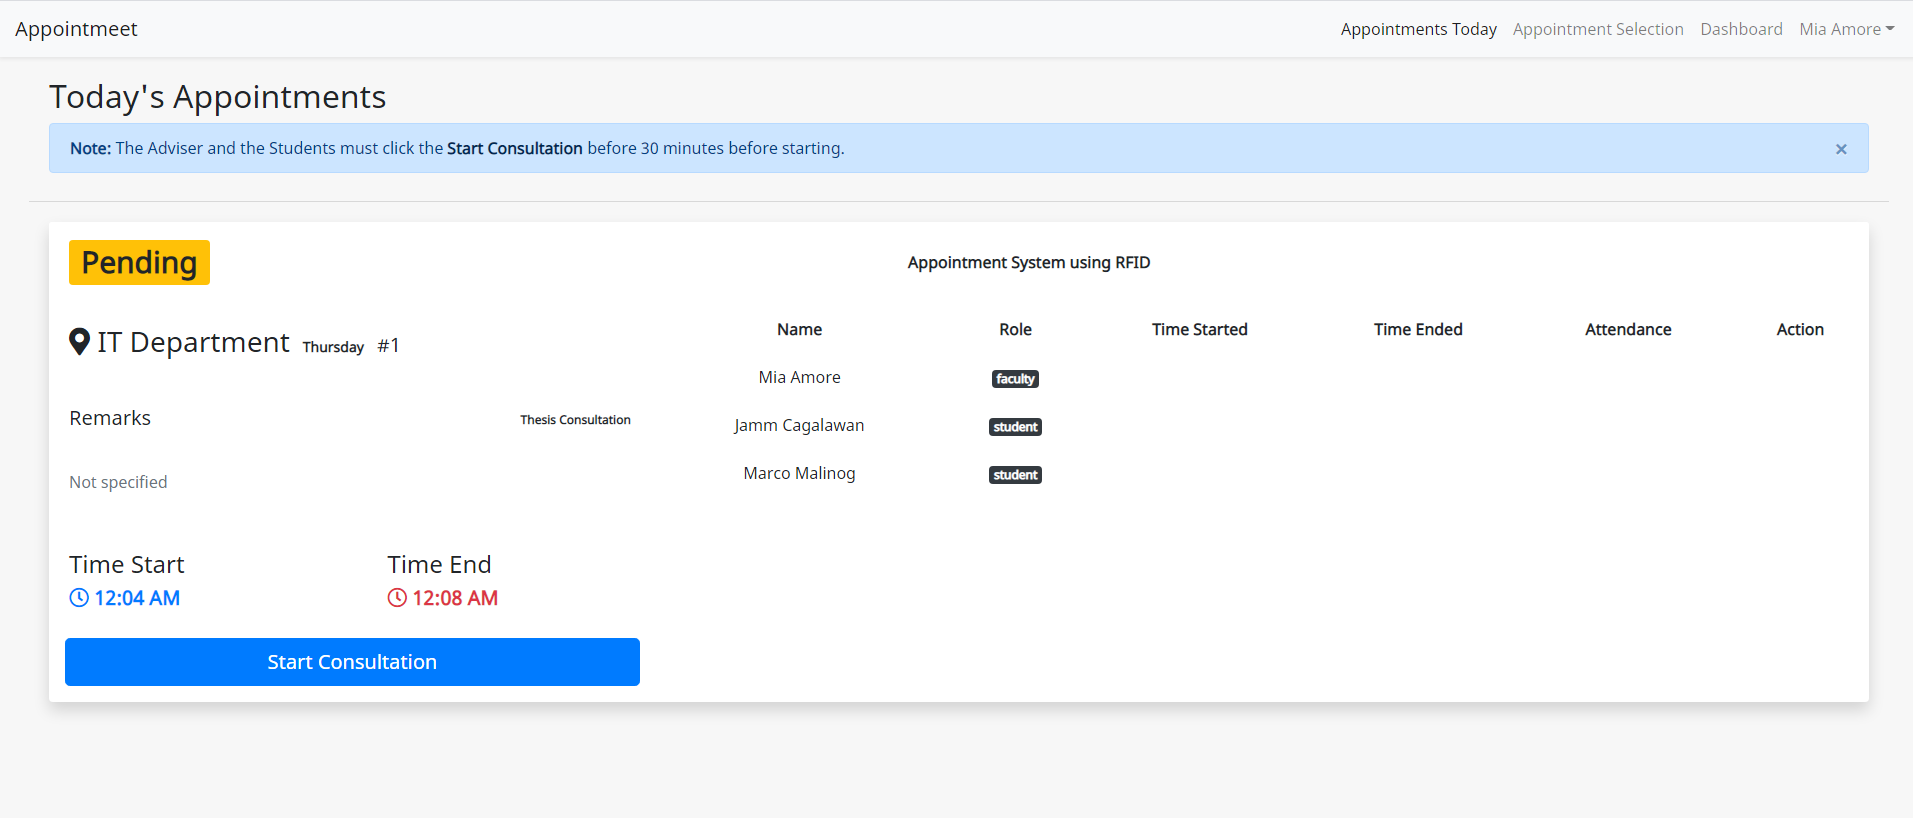 Appointmeet
Appointments Today Appointment Selection Dashboard Mia Amore
Today's Appointments
Note: The Adviser and the Students must click the Start Consultation before 30 minutes before starting. ×
Pending
IT Department Thursday #1
Remarks Thesis Consultation
Not specified
Time Start Time End
12:04 AM 12:08 AM
Start Consultation
Appointment System using RFID
Name Role Time Started Time Ended Attendance Action
Mia Amore faculty
Jamm Cagalawan student
Marco Malinog student